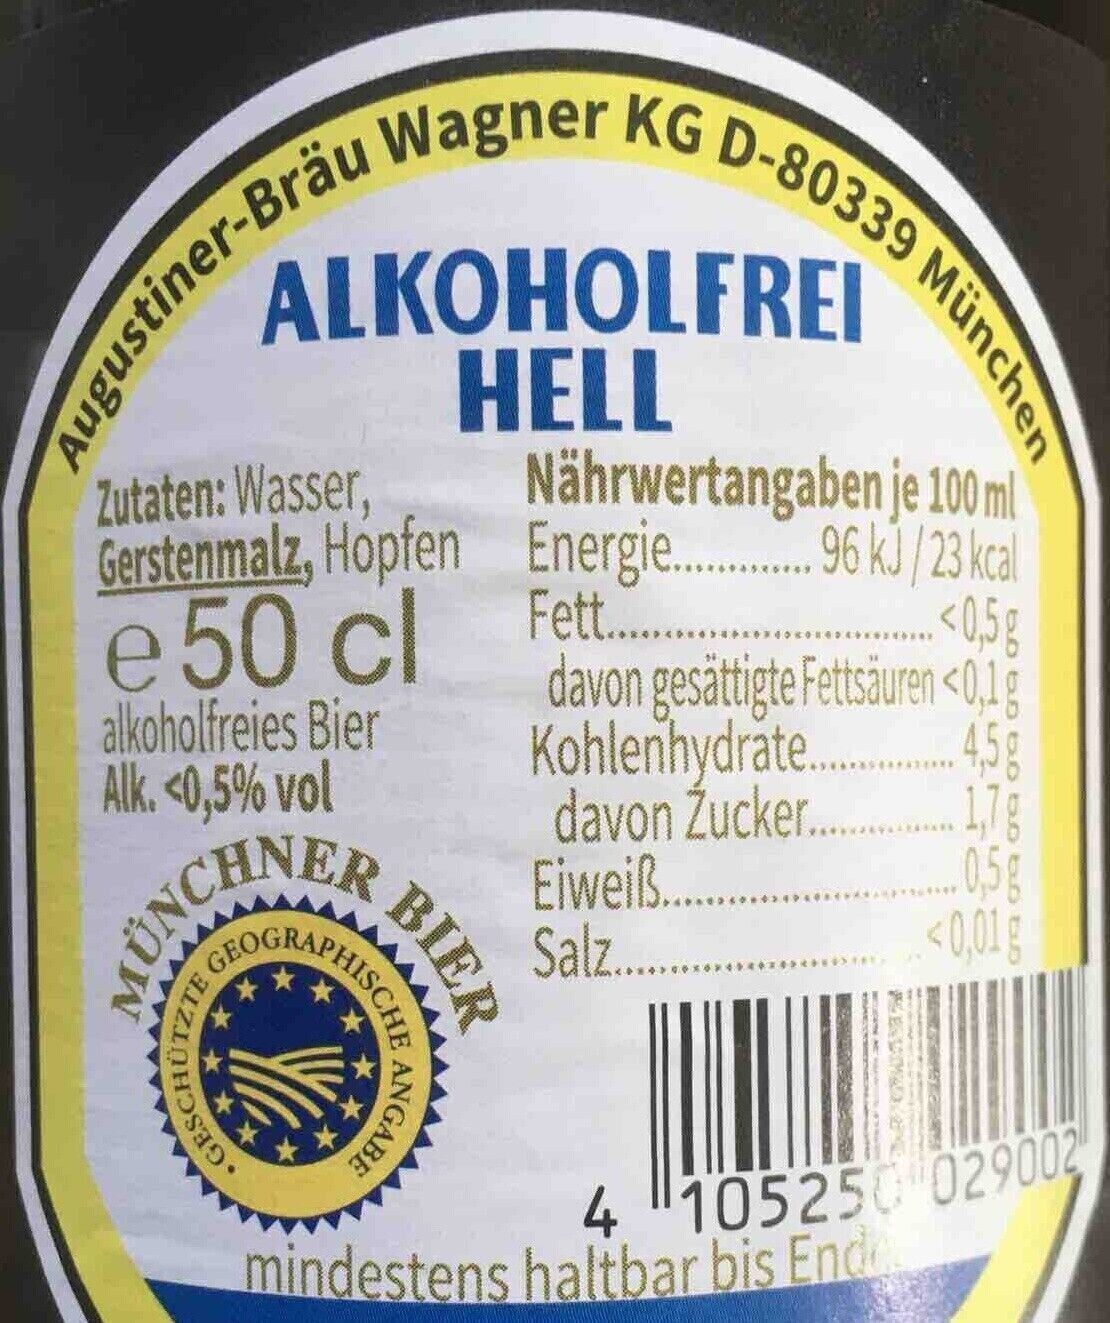 Augustiner-Bräu Wagner KG D-80339 München
ALKOHOLFREI
HELL
Zutaten: Wasser,
Gerstenmalz, Hopfen
e 50 cl
alkoholfreies Bier
Alk. <0,5% vol
Nährwertangaben je 100 ml
Energie.............. 96 kJ / 23 kcal
Fett................................. <0,5 g
davon gesättigte Fettsäuren <0,1 g
Kohlenhydrate............... 4,5 g
davon Zucker............... 1,7 g
Eiweiß............................. 0,5 g
Salz............................... <0,01 g
MÜNCHNER BIER
• GESCHÜTZTE GEOGRAPHISCHE ANGABE
4 105250 029002
mindestens haltbar bis Ende